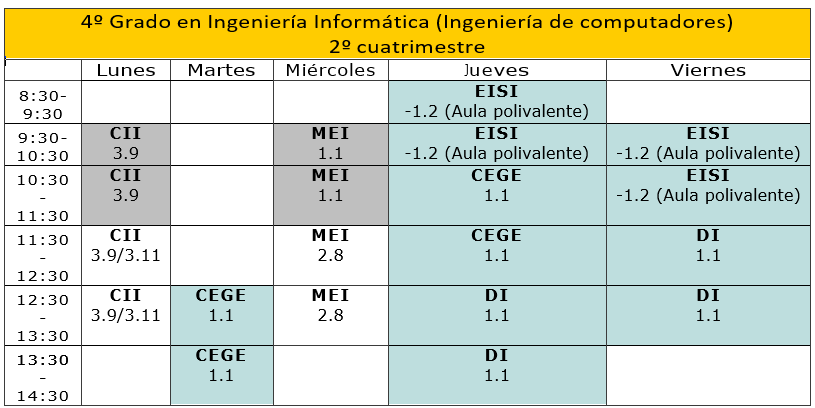 4º Grado en Ingeniería Informática (Ingeniería de computadores)
2º cuatrimestre
Lunes Martes Miércoles Jueves Viernes
8:30-
9:30
EISI
-1.2 (Aula polivalente)
9:30-
10:30
CII
3.9
MEI
1.1
EISI
-1.2 (Aula polivalente)
EISI
-1.2 (Aula polivalente)
10:30
-
11:30
CII
3.9
MEI
1.1
CEGE
1.1
EISI
-1.2 (Aula polivalente)
11:30
-
12:30
CII
3.9/3.11
MEI
2.8
CEGE
1.1
DI
1.1
12:30
-
13:30
CII
3.9/3.11
CEGE
1.1
MEI
2.8
DI
1.1
DI
1.1
13:30
-
14:30
CEGE
1.1
DI
1.1